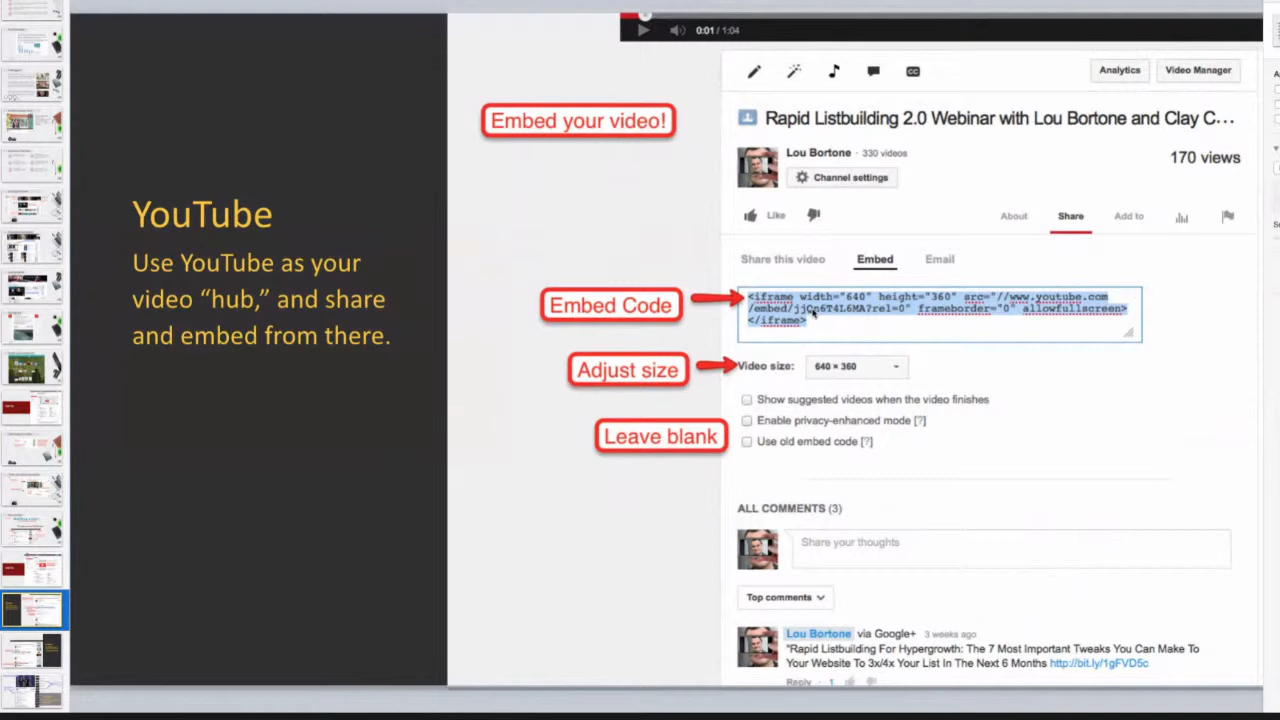 YouTube
Use YouTube as your
video “hub,” and share
and embed from there.
0:01 / 1:04
Analytics
Video Manager
Embed your video!
Rapid Listbuilding 2.0 Webinar with Lou Bortone and Clay C...
Lou Bortone · 330 videos
170 views
Channel settings
Like
About
Share
Add to
Share this video
Embed
Email
Embed Code
<iframe width="640" height="360" src="//www.youtube.com
/embed/jjCn6T4L6MA?rel=0" frameborder="0" allowfullscreen>
</iframe>
Adjust size
Video size:
640 × 360
Show suggested videos when the video finishes
Enable privacy-enhanced mode [?]
Leave blank
Use old embed code [?]
ALL COMMENTS (3)
Share your thoughts
Top comments
Lou Bortone via Google+ 3 weeks ago
"Rapid Listbuilding For Hypergrowth: The 7 Most Important Tweaks You Can Make To
Your Website To 3x/4x Your List In The Next 6 Months http://bit.ly/1gFVD5c
Reply · 1